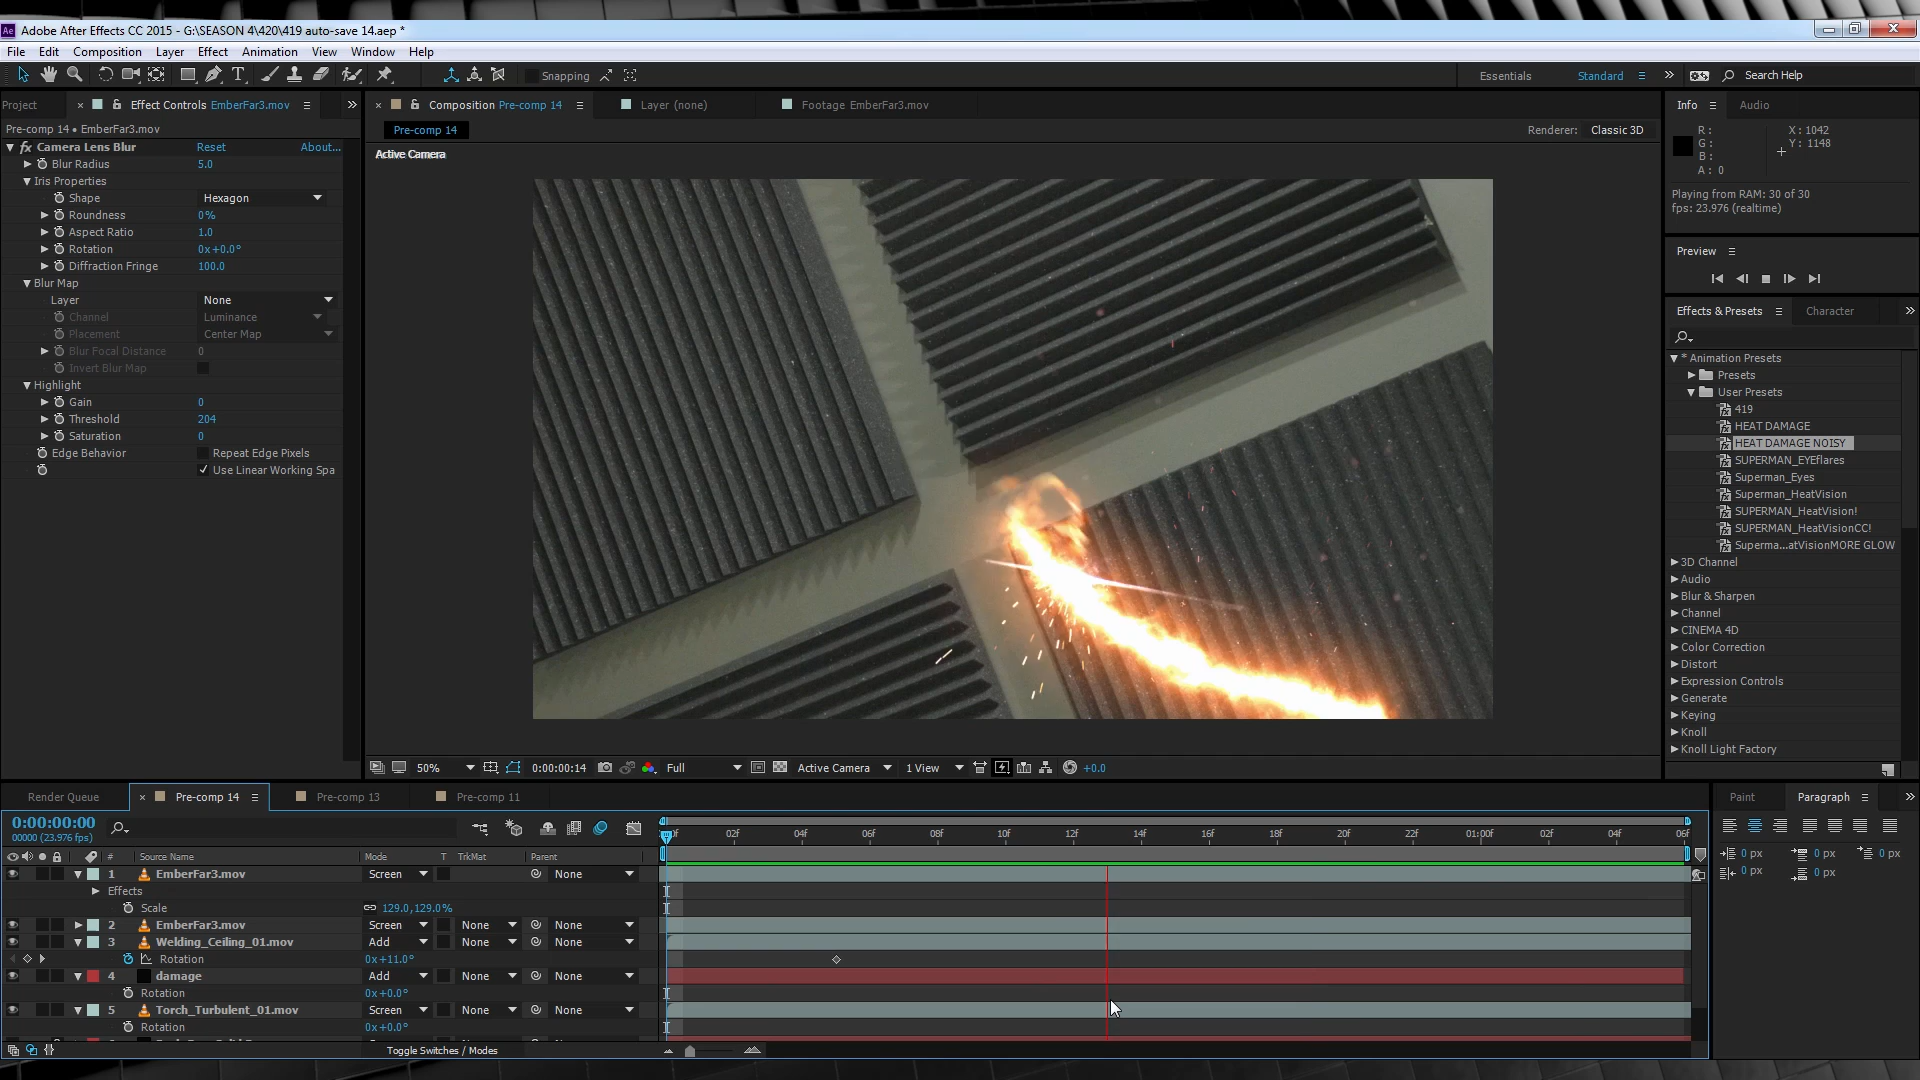 Adobe After Effects CC 2015 - G:\SEASON 4\420\419 auto-save 14.aep *
File Edit Composition Layer Effect Animation View Window Help
Snapping
Essentials Standard Search Help
Project Effect Controls EmberFar3.mov
Composition Pre-comp 14 Layer (none) Footage EmberFar3.mov
Info Audio
Pre-comp 14 • EmberFar3.mov
Pre-comp 14 Renderer: Classic 3D
Active Camera
fx Camera Lens Blur Reset About...
Blur Radius 5.0
Iris Properties
Shape Hexagon
Roundness 0%
Aspect Ratio 1.0
Rotation 0x+0.0°
Diffraction Fringe 100.0
Blur Map
Layer None
Channel Luminance
Placement Center Map
Blur Focal Distance 0
Invert Blur Map
Highlight
Gain 0
Threshold 204
Saturation 0
Edge Behavior Repeat Edge Pixels
Use Linear Working Spa
R: X: 1042
G: Y: 1148
B:
A: 0
Playing from RAM: 30 of 30
fps: 23.976 (realtime)
Preview
Effects & Presets Character
* Animation Presets
Presets
User Presets
419
HEAT DAMAGE
HEAT DAMAGE NOISY
SUPERMAN_EYEflares
Superman_Eyes
Superman_HeatVision
SUPERMAN_HeatVision!
SUPERMAN_HeatVisionCC!
Superma...atVisionMORE GLOW
3D Channel
Audio
Blur & Sharpen
Channel
CINEMA 4D
Color Correction
Distort
Expression Controls
Generate
Keying
Knoll
Knoll Light Factory
50% 0:00:00:14 Full Active Camera 1 View +0.0
Render Queue Pre-comp 14 Pre-comp 13 Pre-comp 11
Paint Paragraph
0:00:00:00
00000 (23.976 fps)
02f 04f 06f 08f 10f 12f 14f 16f 18f 20f 22f 01:00f 02f 04f 06f
# Source Name Mode T TrkMat Parent
1 EmberFar3.mov Screen None
Effects
Scale 129.0,129.0%
2 EmberFar3.mov Screen None None
3 Welding_Ceiling_01.mov Add None None
Rotation 0x+11.0°
4 damage Add None None
Rotation 0x+0.0°
5 Torch_Turbulent_01.mov Screen None None
Rotation 0x+0.0°
Toggle Switches / Modes
0 px 0 px 0 px
0 px 0 px